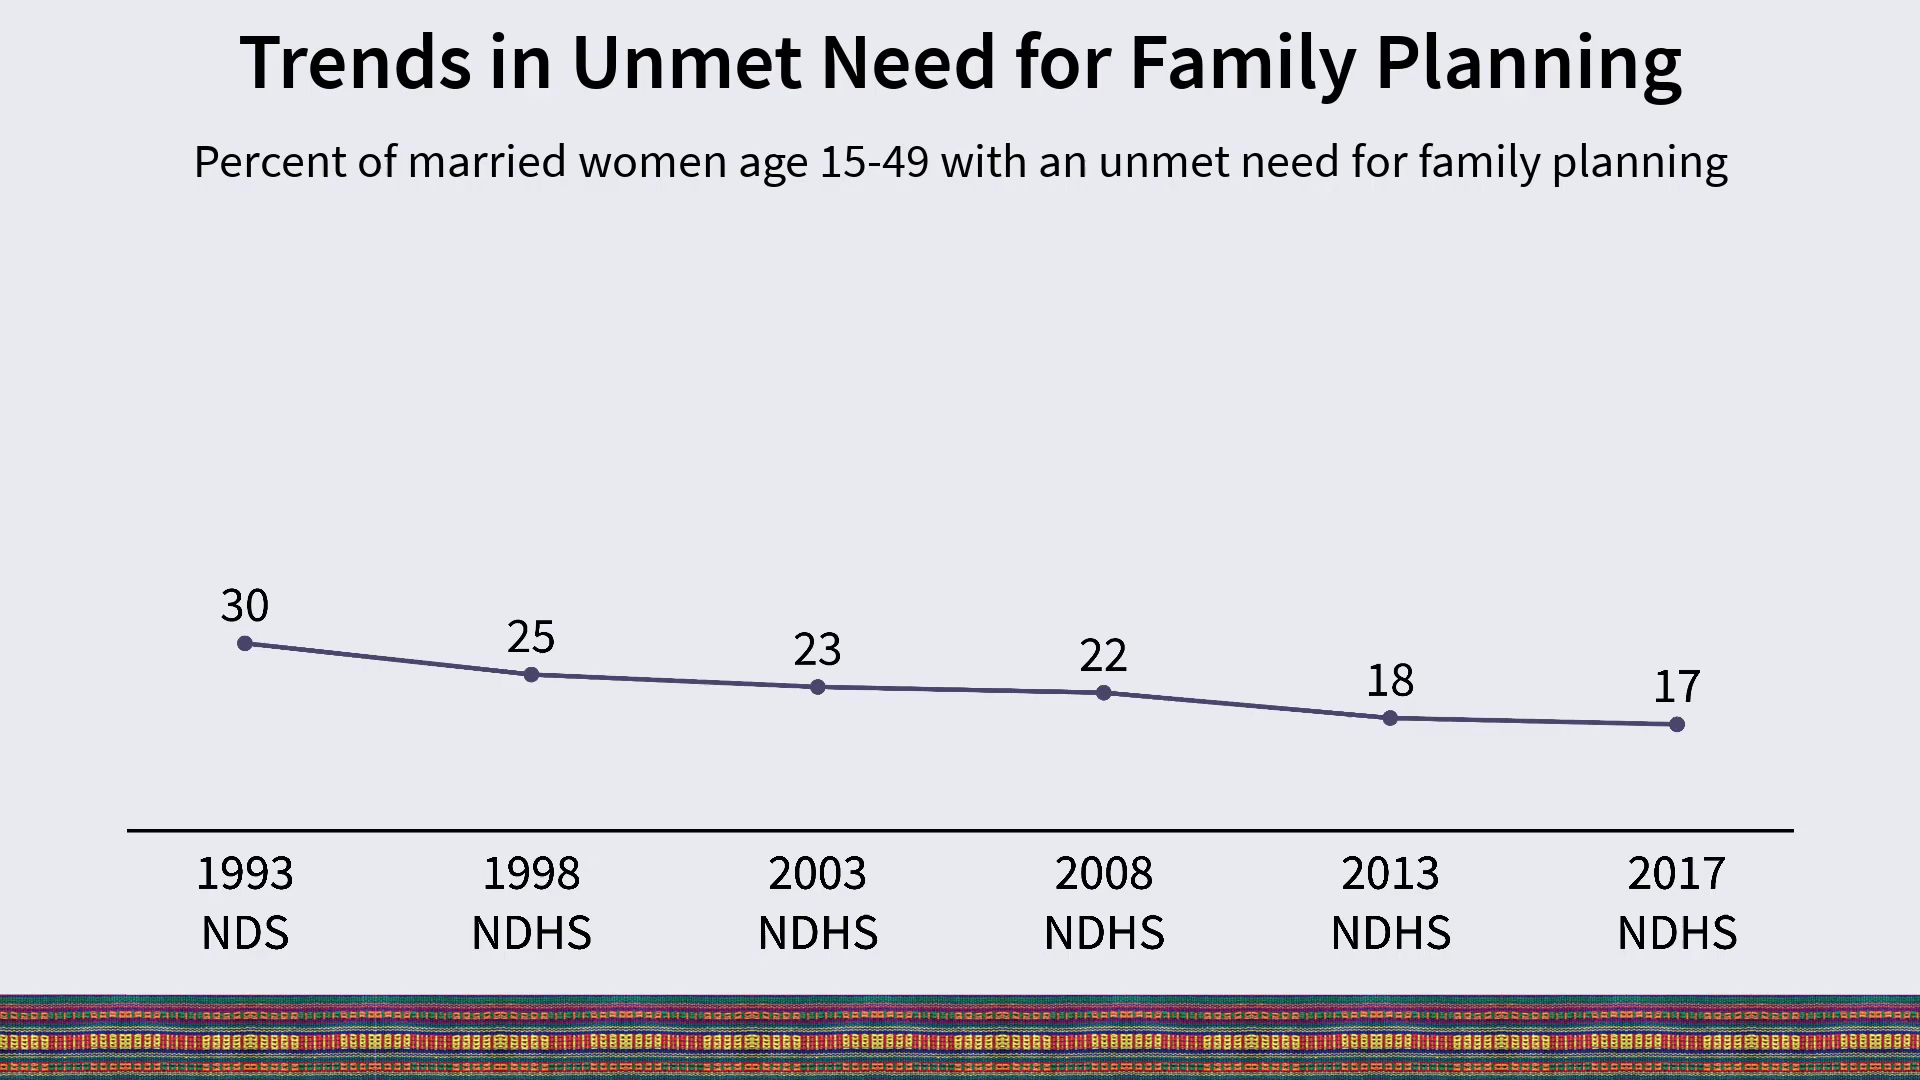 Trends in Unmet Need for Family Planning
Percent of married women age 15-49 with an unmet need for family planning
30
25
23
22
18
17
1993 1998 2003 2008 2013 2017
NDS NDHS NDHS NDHS NDHS NDHS